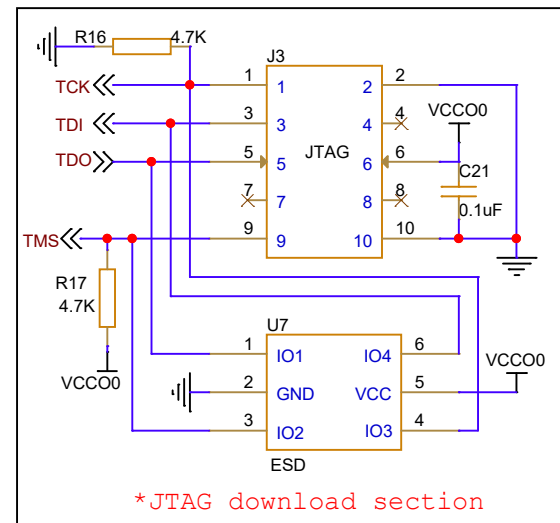 R16 4.7K
J3
TCK 1 1 2 2
VCCO0
TDI 3 3 4 4
TDO 5 5 JTAG 6 6
C21
7 7 8 8
0.1uF
TMS 9 9 10 10
R17
4.7K
U7
1 IO1 IO4 6
VCCO0
2 GND VCC 5
VCCO0
3 IO2 IO3 4
ESD
*JTAG download section